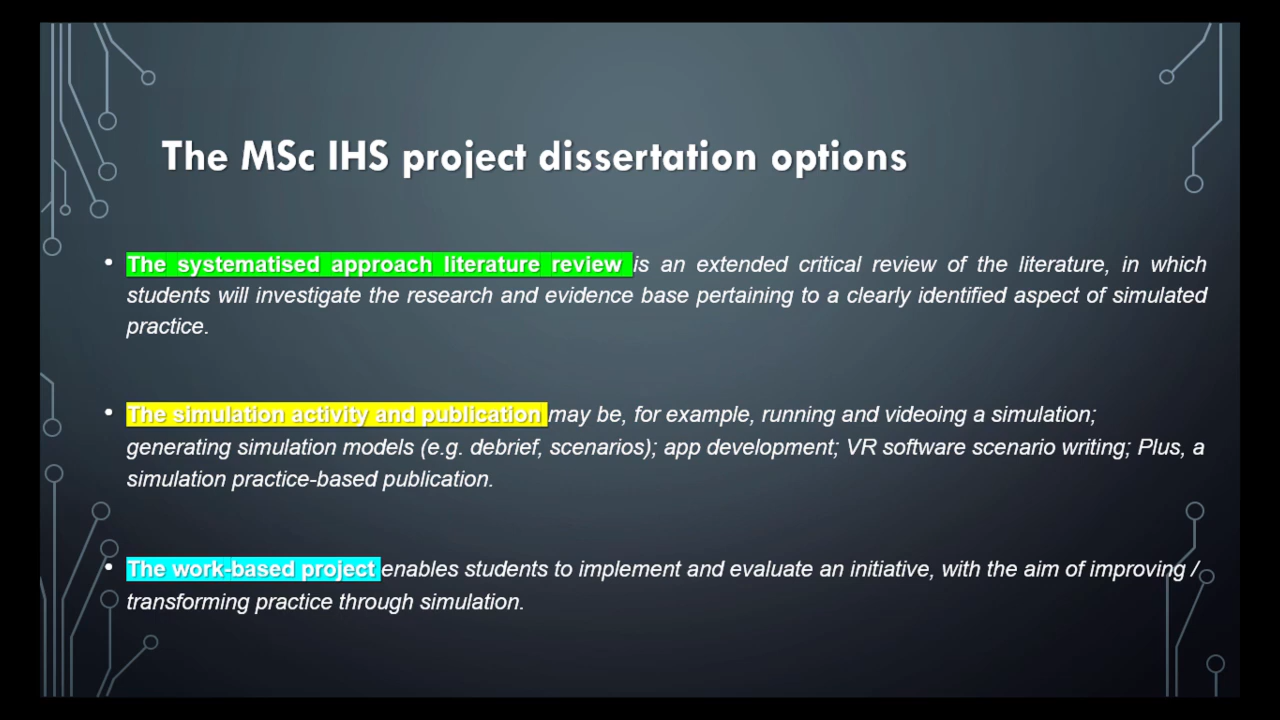 The MSc IHS project dissertation options
• The systematised approach literature review is an extended critical review of the literature, in which
students will investigate the research and evidence base pertaining to a clearly identified aspect of simulated
practice.
• The simulation activity and publication may be, for example, running and videoing a simulation;
generating simulation models (e.g. debrief, scenarios); app development; VR software scenario writing; Plus, a
simulation practice-based publication.
• The work-based project enables students to implement and evaluate an initiative, with the aim of improving /
transforming practice through simulation.